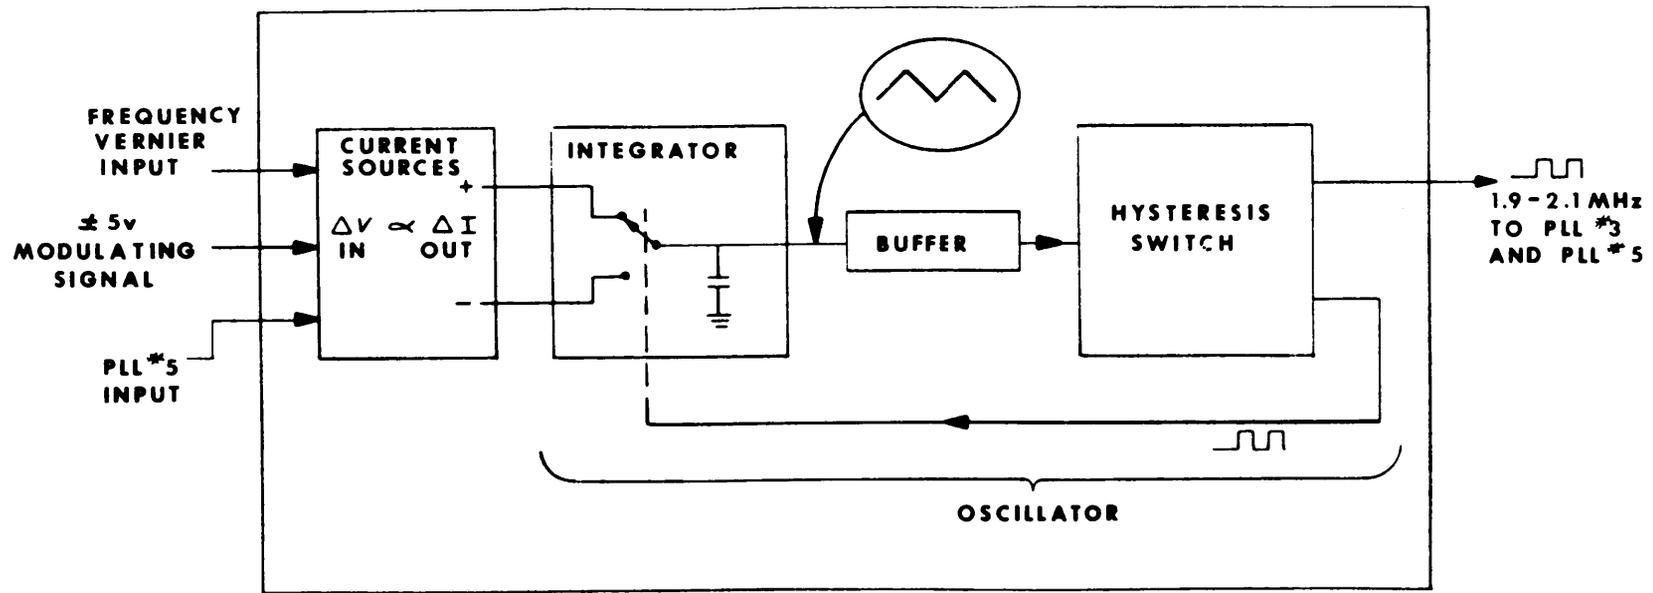 FREQUENCY
VERNIER
INPUT
± 5v
MODULATING
SIGNAL
PLL #5
INPUT
CURRENT
SOURCES
+
ΔV ∝ ΔI
IN OUT
−
INTEGRATOR
BUFFER
HYSTERESIS
SWITCH
1.9-2.1 MHz
TO PLL #3
AND PLL #5
OSCILLATOR